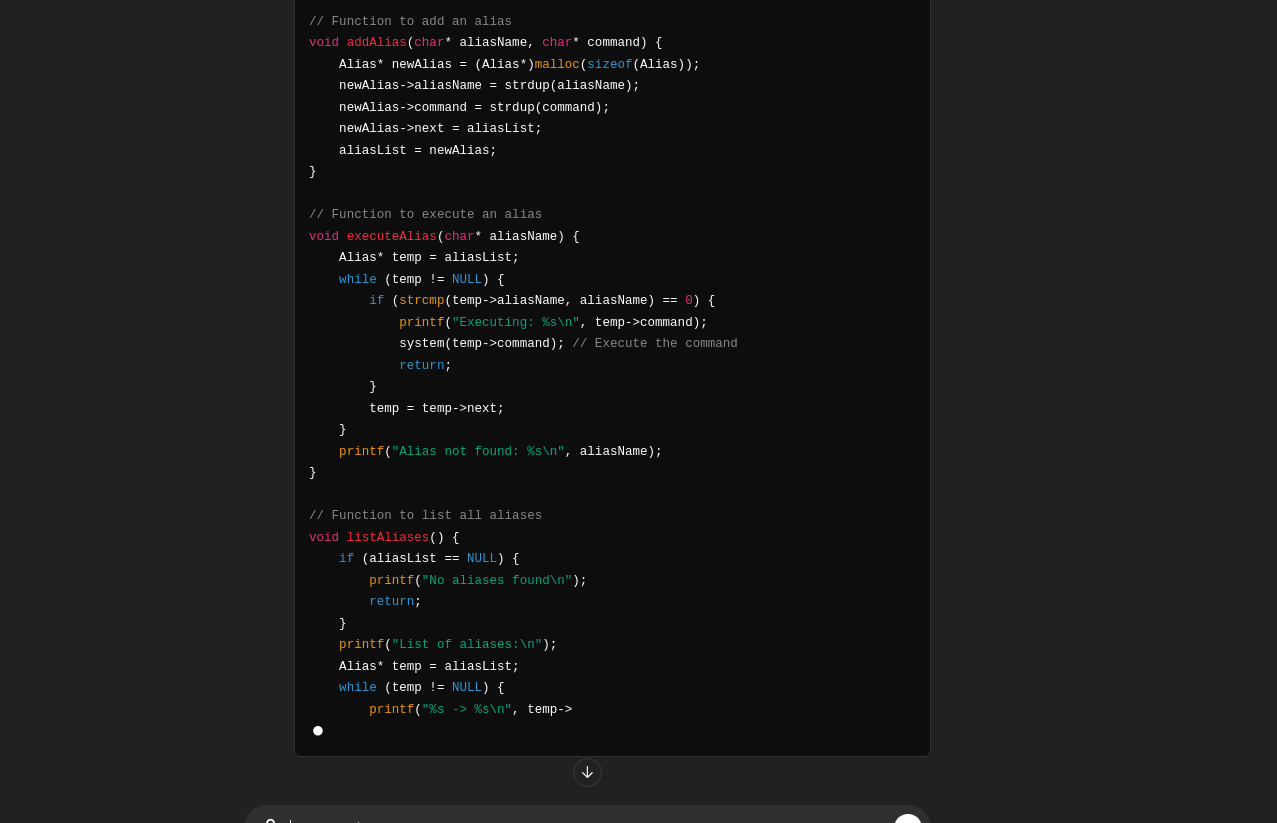 // Function to add an alias
void addAlias(char* aliasName, char* command) {
    Alias* newAlias = (Alias*)malloc(sizeof(Alias));
    newAlias->aliasName = strdup(aliasName);
    newAlias->command = strdup(command);
    newAlias->next = aliasList;
    aliasList = newAlias;
}

// Function to execute an alias
void executeAlias(char* aliasName) {
    Alias* temp = aliasList;
    while (temp != NULL) {
        if (strcmp(temp->aliasName, aliasName) == 0) {
            printf("Executing: %s\n", temp->command);
            system(temp->command); // Execute the command
            return;
        }
        temp = temp->next;
    }
    printf("Alias not found: %s\n", aliasName);
}

// Function to list all aliases
void listAliases() {
    if (aliasList == NULL) {
        printf("No aliases found\n");
        return;
    }
    printf("List of aliases:\n");
    Alias* temp = aliasList;
    while (temp != NULL) {
        printf("%s -> %s\n", temp->